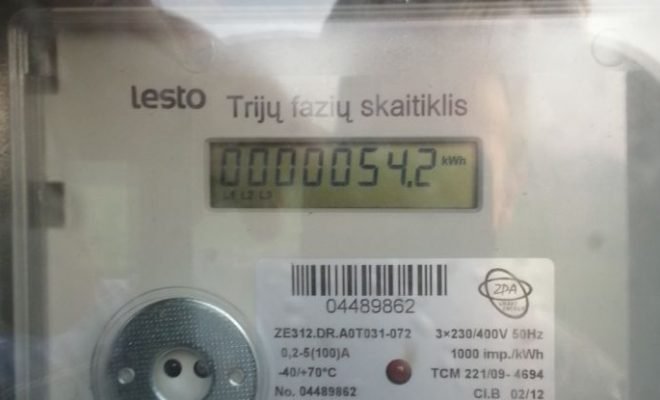 lesto Trijų fazių skaitiklis
0000054.2 kWh
L1 L2 L3
04489862
ZPA
SMART ENERGY
ZE312.DR.A0T031-072 3×230/400V 50Hz
0,2-5(100)A 1000 imp./kWh
-40/+70°C TCM 221/09- 4694
No. 04489862 Cl.B 02/12